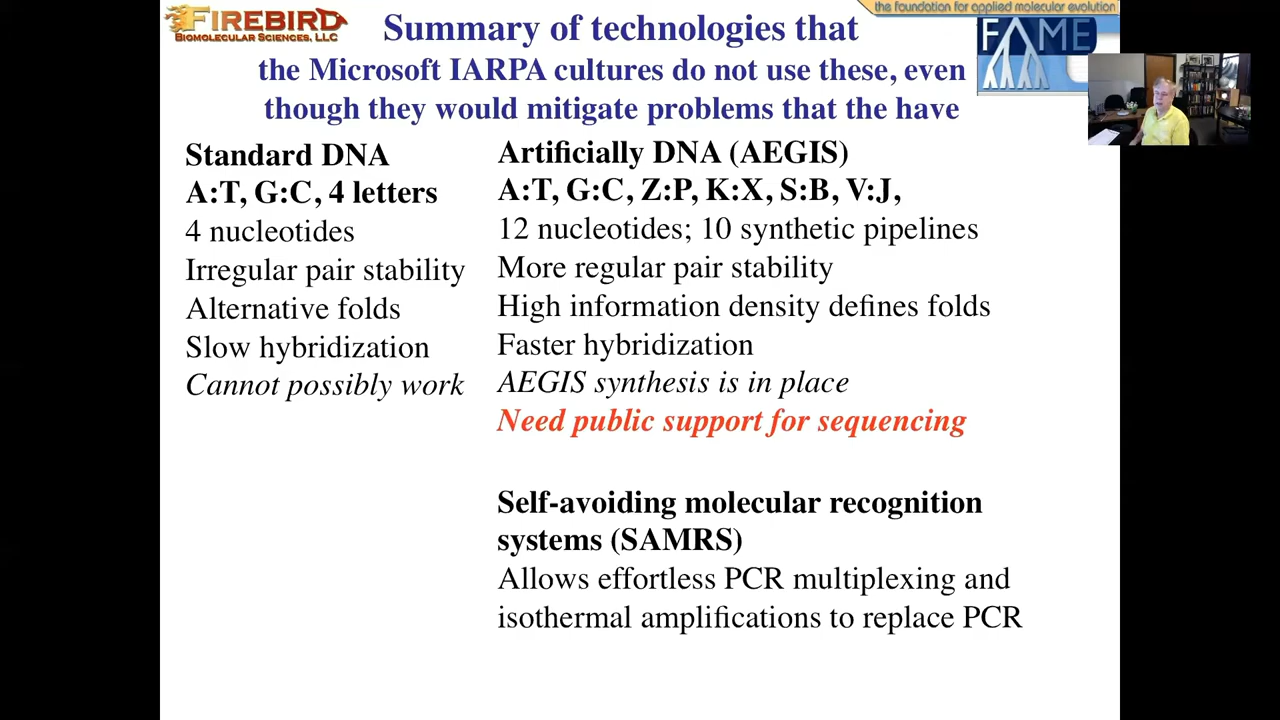 FIREBIRD
BIOMOLECULAR SCIENCES, LLC
the foundation for applied molecular evolution
FAME
Summary of technologies that
the Microsoft IARPA cultures do not use these, even
though they would mitigate problems that the have
Standard DNA
A:T, G:C, 4 letters
4 nucleotides
Irregular pair stability
Alternative folds
Slow hybridization
Cannot possibly work
Artificially DNA (AEGIS)
A:T, G:C, Z:P, K:X, S:B, V:J,
12 nucleotides; 10 synthetic pipelines
More regular pair stability
High information density defines folds
Faster hybridization
AEGIS synthesis is in place
Need public support for sequencing
Self-avoiding molecular recognition
systems (SAMRS)
Allows effortless PCR multiplexing and
isothermal amplifications to replace PCR